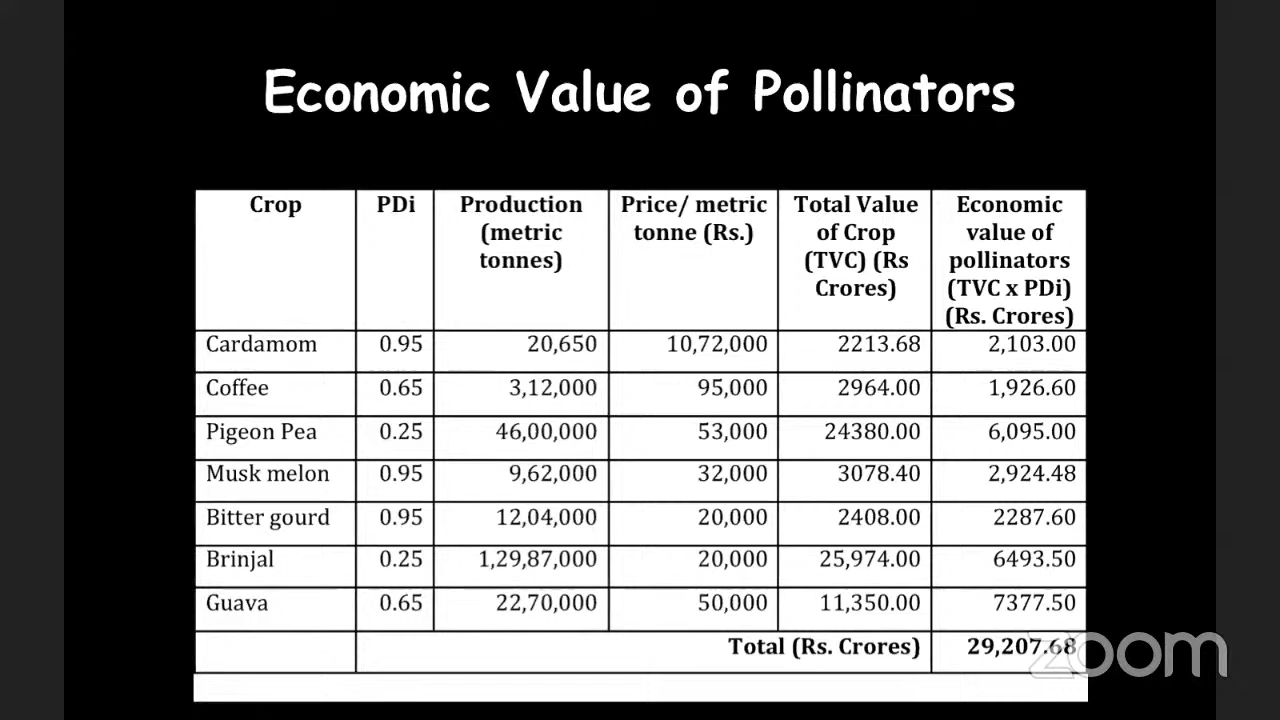 Economic Value of Pollinators
Crop PDi Production (metric tonnes) Price/ metric tonne (Rs.) Total Value of Crop (TVC) (Rs Crores) Economic value of pollinators (TVC x PDi) (Rs. Crores)
Cardamom 0.95 20,650 10,72,000 2213.68 2,103.00
Coffee 0.65 3,12,000 95,000 2964.00 1,926.60
Pigeon Pea 0.25 46,00,000 53,000 24380.00 6,095.00
Musk melon 0.95 9,62,000 32,000 3078.40 2,924.48
Bitter gourd 0.95 12,04,000 20,000 2408.00 2287.60
Brinjal 0.25 1,29,87,000 20,000 25,974.00 6493.50
Guava 0.65 22,70,000 50,000 11,350.00 7377.50
Total (Rs. Crores) 29,207.68
zoom